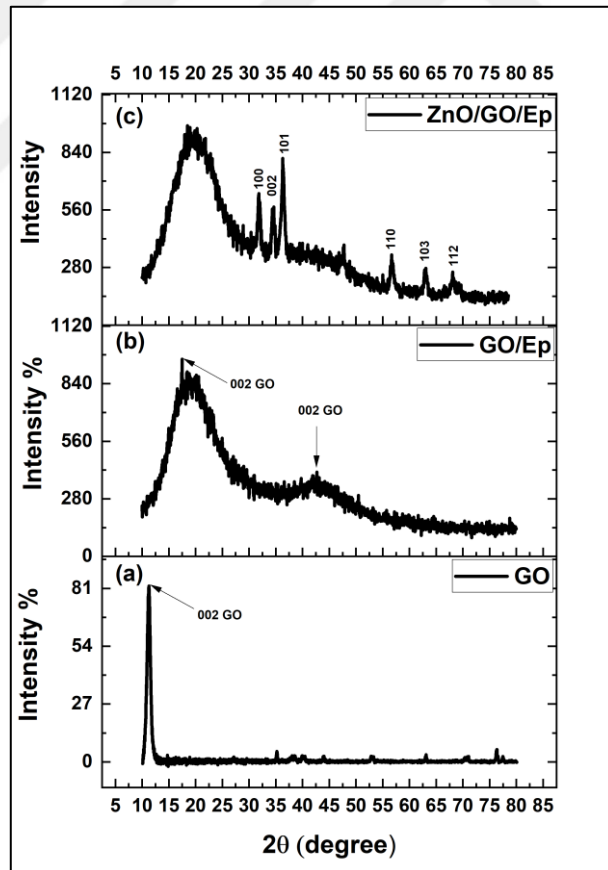 5 10 15 20 25 30 35 40 45 50 55 60 65 70 75 80 85
1120
840
560
280
Intensity
(c)
ZnO/GO/Ep
100
002
101
110
103
112
1120
840
560
280
0
Intensity %
(b)
GO/Ep
002 GO
002 GO
81
54
27
0
Intensity %
(a)
GO
002 GO
5 10 15 20 25 30 35 40 45 50 55 60 65 70 75 80 85
2θ (degree)